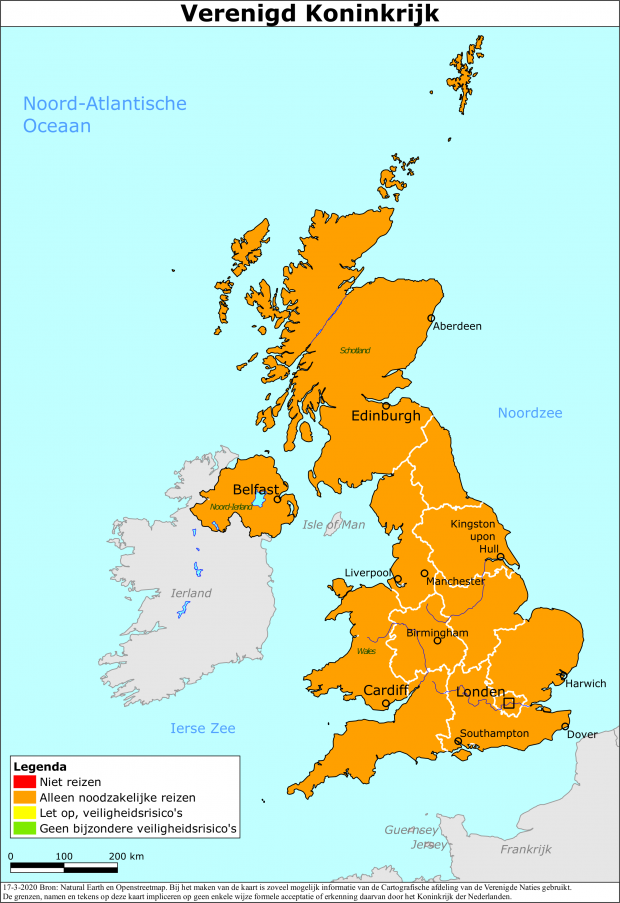 Verenigd Koninkrijk
Noord-Atlantische
Oceaan
Aberdeen
Schotland
Edinburgh
Noordzee
Belfast
Noord-Ierland
Isle of Man
Kingston
upon
Hull
Liverpool
Manchester
Ierland
Birmingham
Wales
Cardiff
Londen
Harwich
Ierse Zee
Southampton
Dover
Legenda
Niet reizen
Alleen noodzakelijke reizen
Let op, veiligheidsrisico's
Geen bijzondere veiligheidsrisico's
Guernsey
Jersey
Frankrijk
0 100 200 km
17-3-2020 Bron: Natural Earth en Openstreetmap. Bij het maken van de kaart is zoveel mogelijk informatie van de Cartografische afdeling van de Verenigde Naties gebruikt.
De grenzen, namen en tekens op deze kaart impliceren op geen enkele wijze formele acceptatie of erkenning daarvan door het Koninkrijk der Nederlanden.